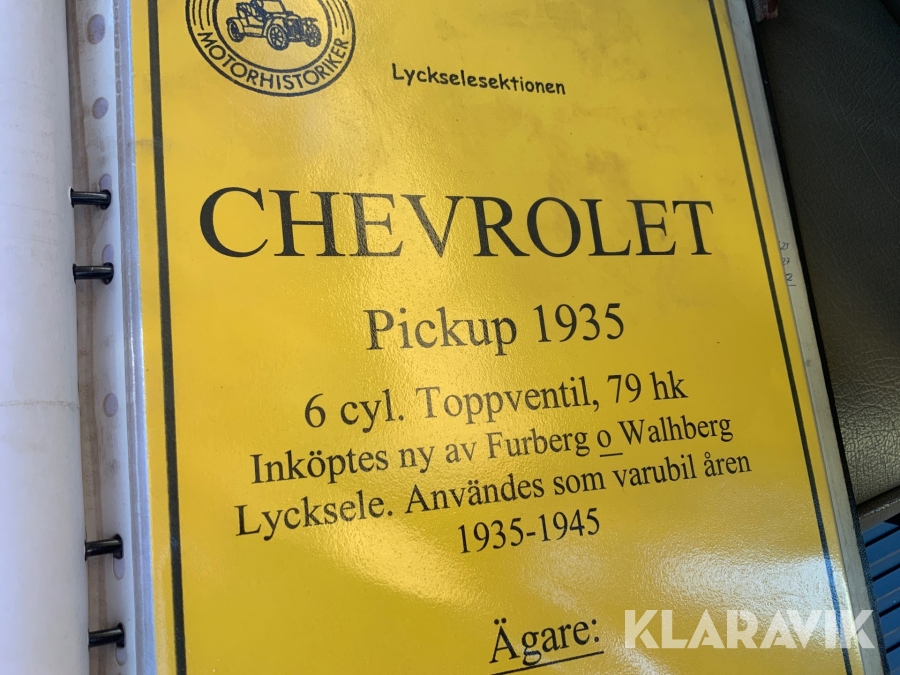 MOTORHISTORIKER
Lyckselesektionen
CHEVROLET
Pickup 1935
6 cyl. Toppventil, 79 hk
Inköptes ny av Furberg o Walhberg
Lycksele. Användes som varubil åren
1935-1945
Ägare:
KLARAVIK